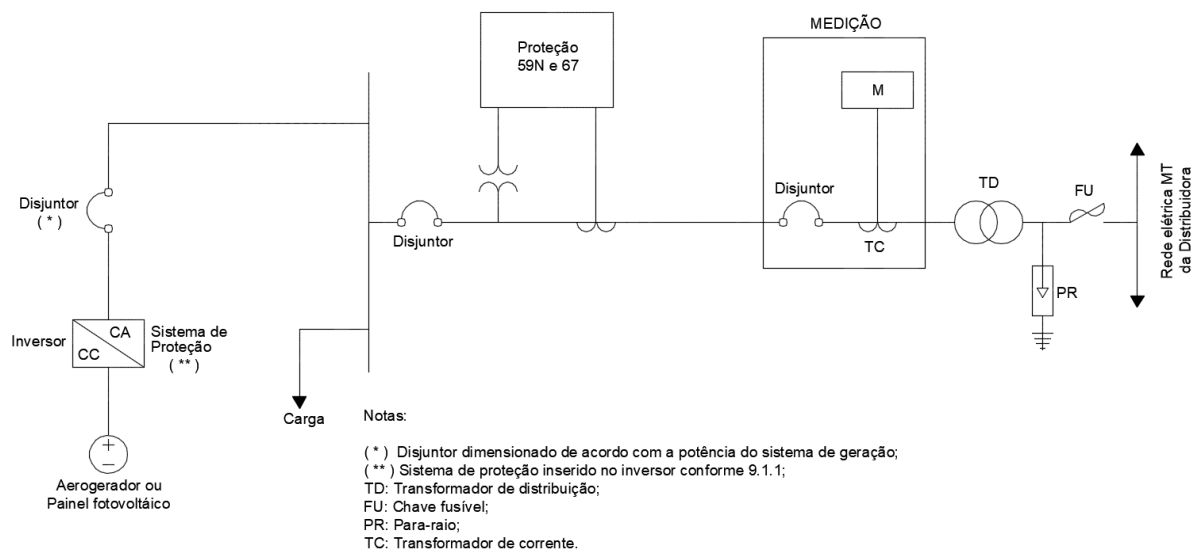 MEDIÇÃO
Proteção
59N e 67
M
Disjuntor
( * )
Disjuntor
Disjuntor
TC
TD
FU
PR
Rede elétrica MT
da Distribuidora
Inversor
CA
CC
Sistema de
Proteção
( ** )
Carga
Aerogerador ou
Painel fotovoltáico
Notas:
( * ) Disjuntor dimensionado de acordo com a potência do sistema de geração;
( ** ) Sistema de proteção inserido no inversor conforme 9.1.1;
TD: Transformador de distribuição;
FU: Chave fusível;
PR: Para-raio;
TC: Transformador de corrente.